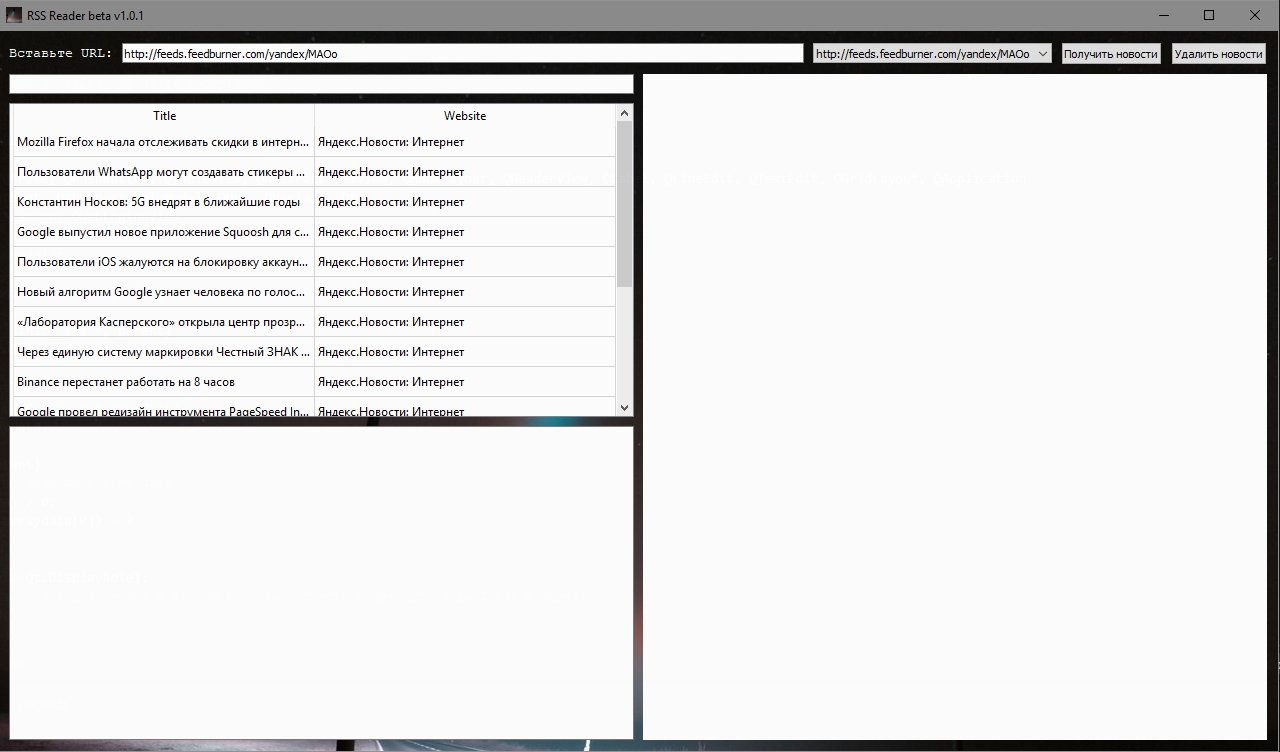 RSS Reader beta v1.0.1
Вставьте URL: http://feeds.feedburner.com/yandex/MAOo http://feeds.feedburner.com/yandex/MAOo Получить новости Удалить новости
Title Website
Mozilla Firefox начала отслеживать скидки в интерн... Яндекс.Новости: Интернет
Пользователи WhatsApp могут создавать стикеры ... Яндекс.Новости: Интернет
Константин Носков: 5G внедрят в ближайшие годы Яндекс.Новости: Интернет
Google выпустил новое приложение Squoosh для с... Яндекс.Новости: Интернет
Пользователи iOS жалуются на блокировку аккаун... Яндекс.Новости: Интернет
Новый алгоритм Google узнает человека по голос... Яндекс.Новости: Интернет
«Лаборатория Касперского» открыла центр прозр... Яндекс.Новости: Интернет
Через единую систему маркировки Честный ЗНАК ... Яндекс.Новости: Интернет
Binance перестанет работать на 8 часов Яндекс.Новости: Интернет
Google провел редизайн инструмента PageSpeed In... Яндекс.Новости: Интернет